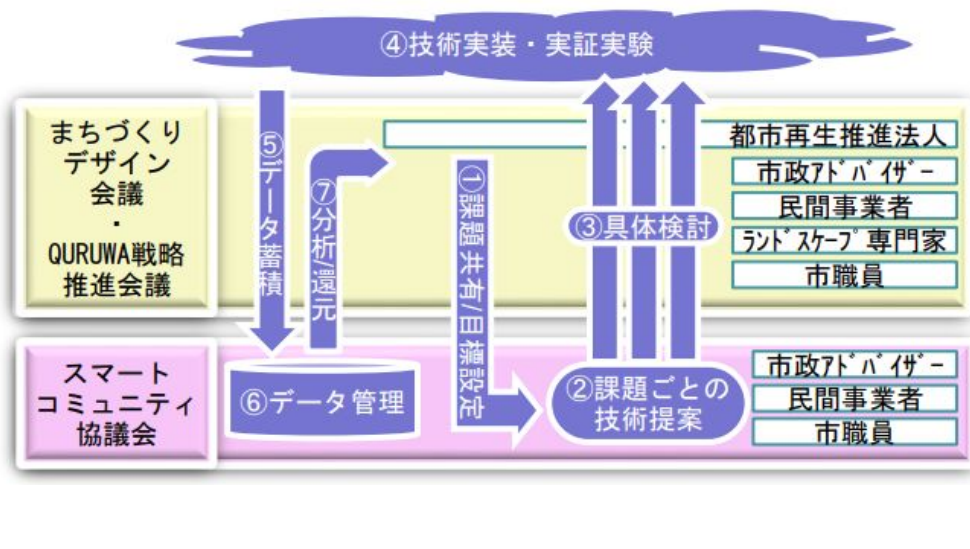 ④技術実装・実証実験
まちづくり
デザイン
会議
・
QURUWA戦略
推進会議
⑤データ蓄積
⑦分析/還元
①課題共有/目標設定
③具体検討
都市再生推進法人
市政ｱﾄﾞﾊﾞｲｻﾞｰ
民間事業者
ﾗﾝﾄﾞｽｹｰﾌﾟ専門家
市職員
スマート
コミュニティ
協議会
⑥データ管理
②課題ごとの
技術提案
市政ｱﾄﾞﾊﾞｲｻﾞｰ
民間事業者
市職員